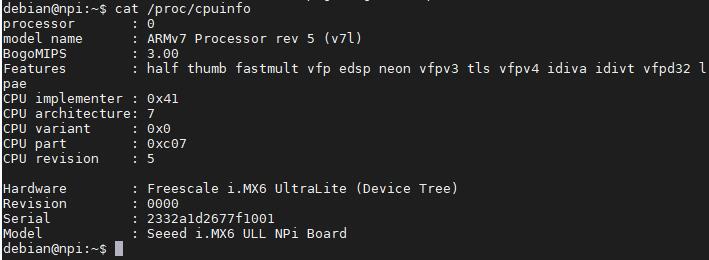 debian@npi:~$ cat /proc/cpuinfo
processor : 0
model name : ARMv7 Processor rev 5 (v7l)
BogoMIPS : 3.00
Features : half thumb fastmult vfp edsp neon vfpv3 tls vfpv4 idiva idivt vfpd32 l
pae
CPU implementer : 0x41
CPU architecture: 7
CPU variant : 0x0
CPU part : 0xc07
CPU revision : 5
Hardware : Freescale i.MX6 UltraLite (Device Tree)
Revision : 0000
Serial : 2332a1d2677f1001
Model : Seeed i.MX6 ULL NPi Board
debian@npi:~$